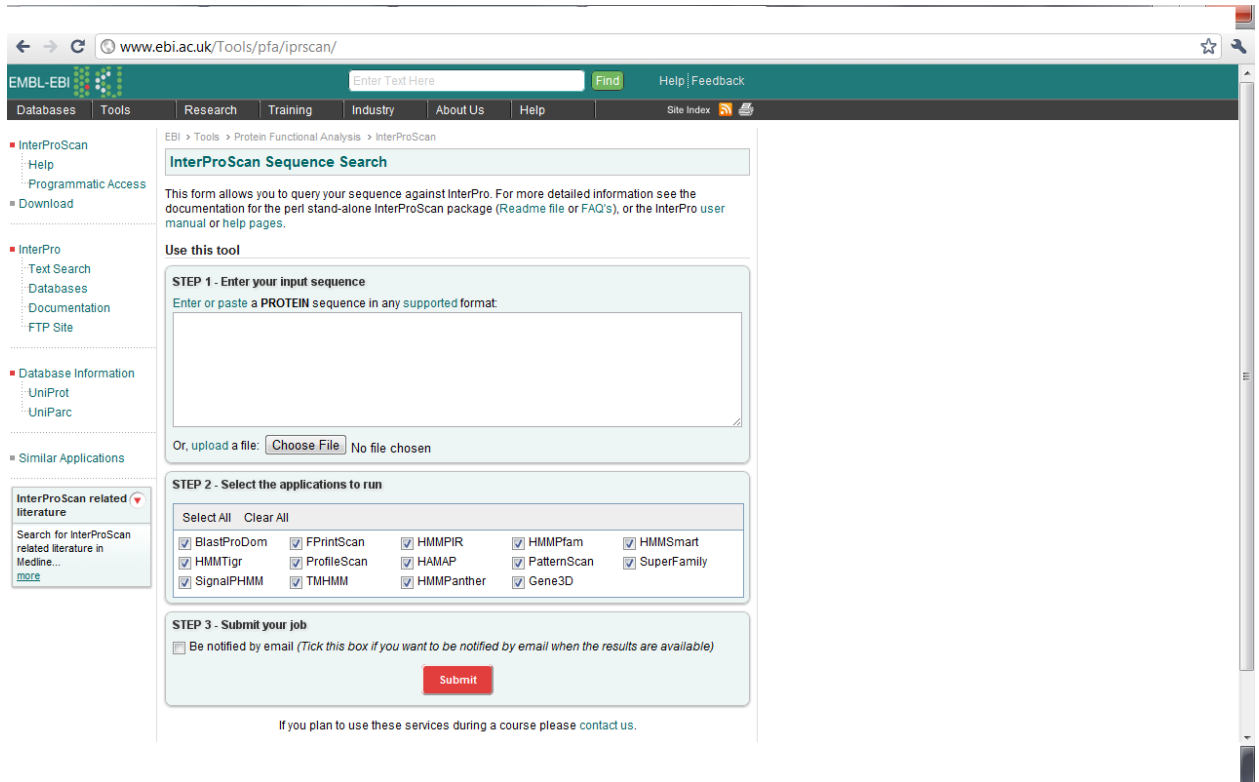 www.ebi.ac.uk/Tools/pfa/iprscan/
EMBL-EBI Enter Text Here Find Help Feedback
Databases Tools Research Training Industry About Us Help Site Index
InterProScan
Help
Programmatic Access
Download
InterPro
Text Search
Databases
Documentation
FTP Site
Database Information
UniProt
UniParc
Similar Applications
InterProScan related
literature
Search for InterProScan
related literature in
Medline...
more
EBI > Tools > Protein Functional Analysis > InterProScan
InterProScan Sequence Search
This form allows you to query your sequence against InterPro. For more detailed information see the
documentation for the perl stand-alone InterProScan package (Readme file or FAQ's), or the InterPro user
manual or help pages.
Use this tool
STEP 1 - Enter your input sequence
Enter or paste a PROTEIN sequence in any supported format:
Or, upload a file: Choose File No file chosen
STEP 2 - Select the applications to run
Select All Clear All
BlastProDom FPrintScan HMMPIR HMMPfam HMMSmart
HMMTigr ProfileScan HAMAP PatternScan SuperFamily
SignalPHMM TMHMM HMMPanther Gene3D
STEP 3 - Submit your job
Be notified by email (Tick this box if you want to be notified by email when the results are available)
Submit
If you plan to use these services during a course please contact us.